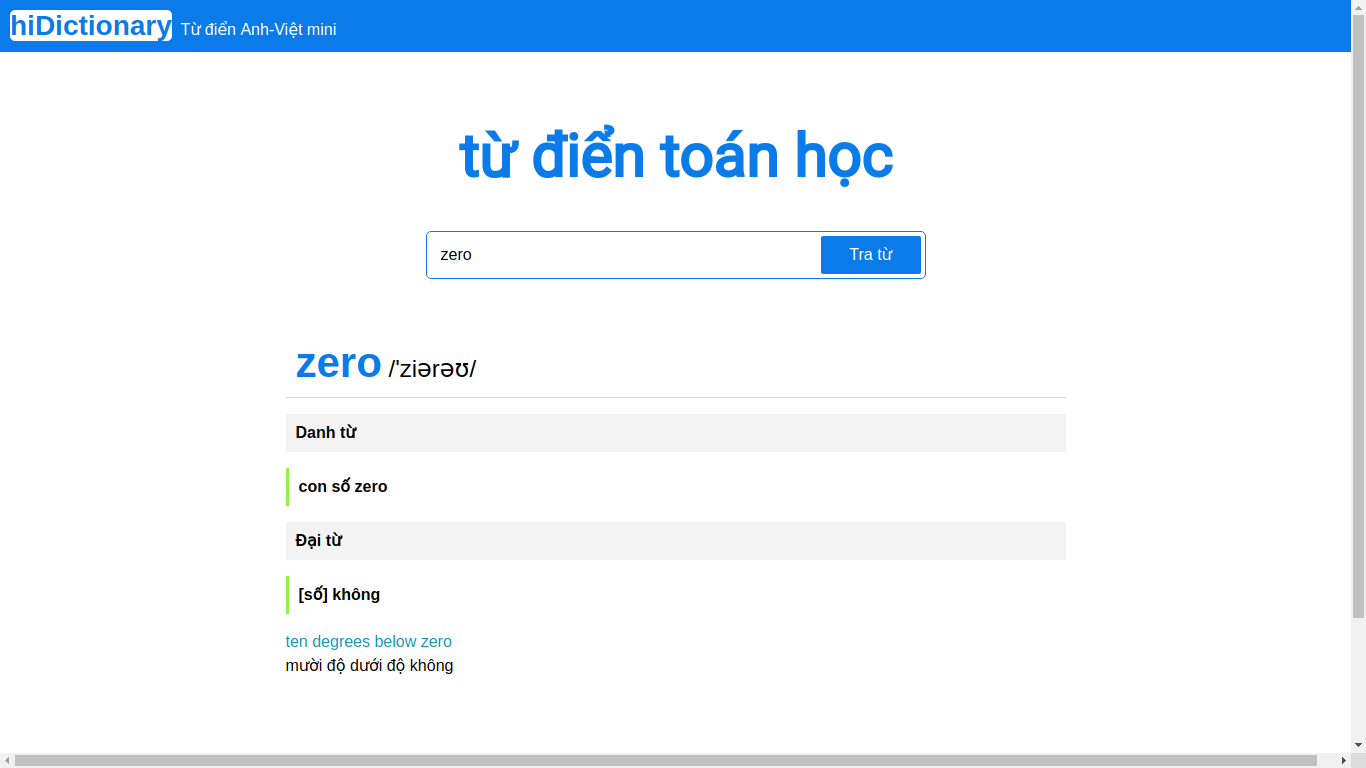 hiDictionary Từ điển Anh-Việt mini
từ điển toán học
zero Tra từ
zero /'ziərəʊ/
Danh từ
con số zero
Đại từ
[số] không
ten degrees below zero
mười độ dưới độ không